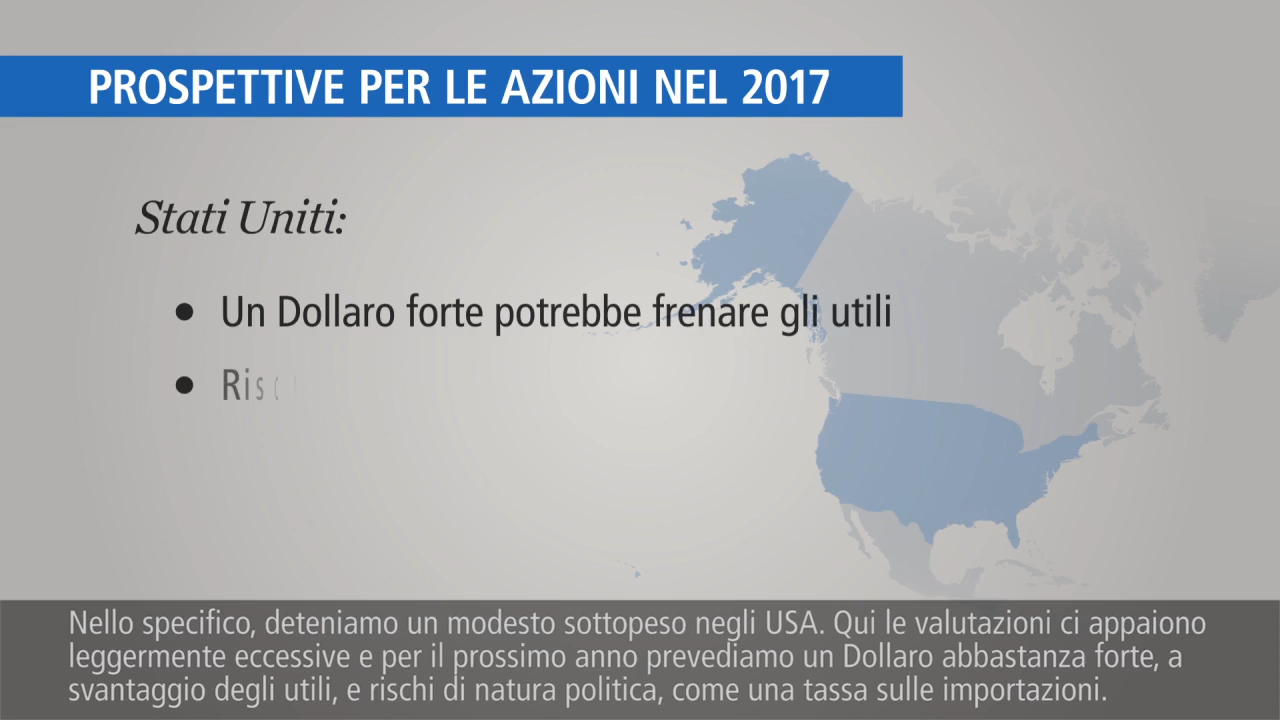 PROSPETTIVE PER LE AZIONI NEL 2017
Stati Uniti:
• Un Dollaro forte potrebbe frenare gli utili
•
Nello specifico, deteniamo un modesto sottopeso negli USA. Qui le valutazioni ci appaiono
leggermente eccessive e per il prossimo anno prevediamo un Dollaro abbastanza forte, a
svantaggio degli utili, e rischi di natura politica, come una tassa sulle importazioni.